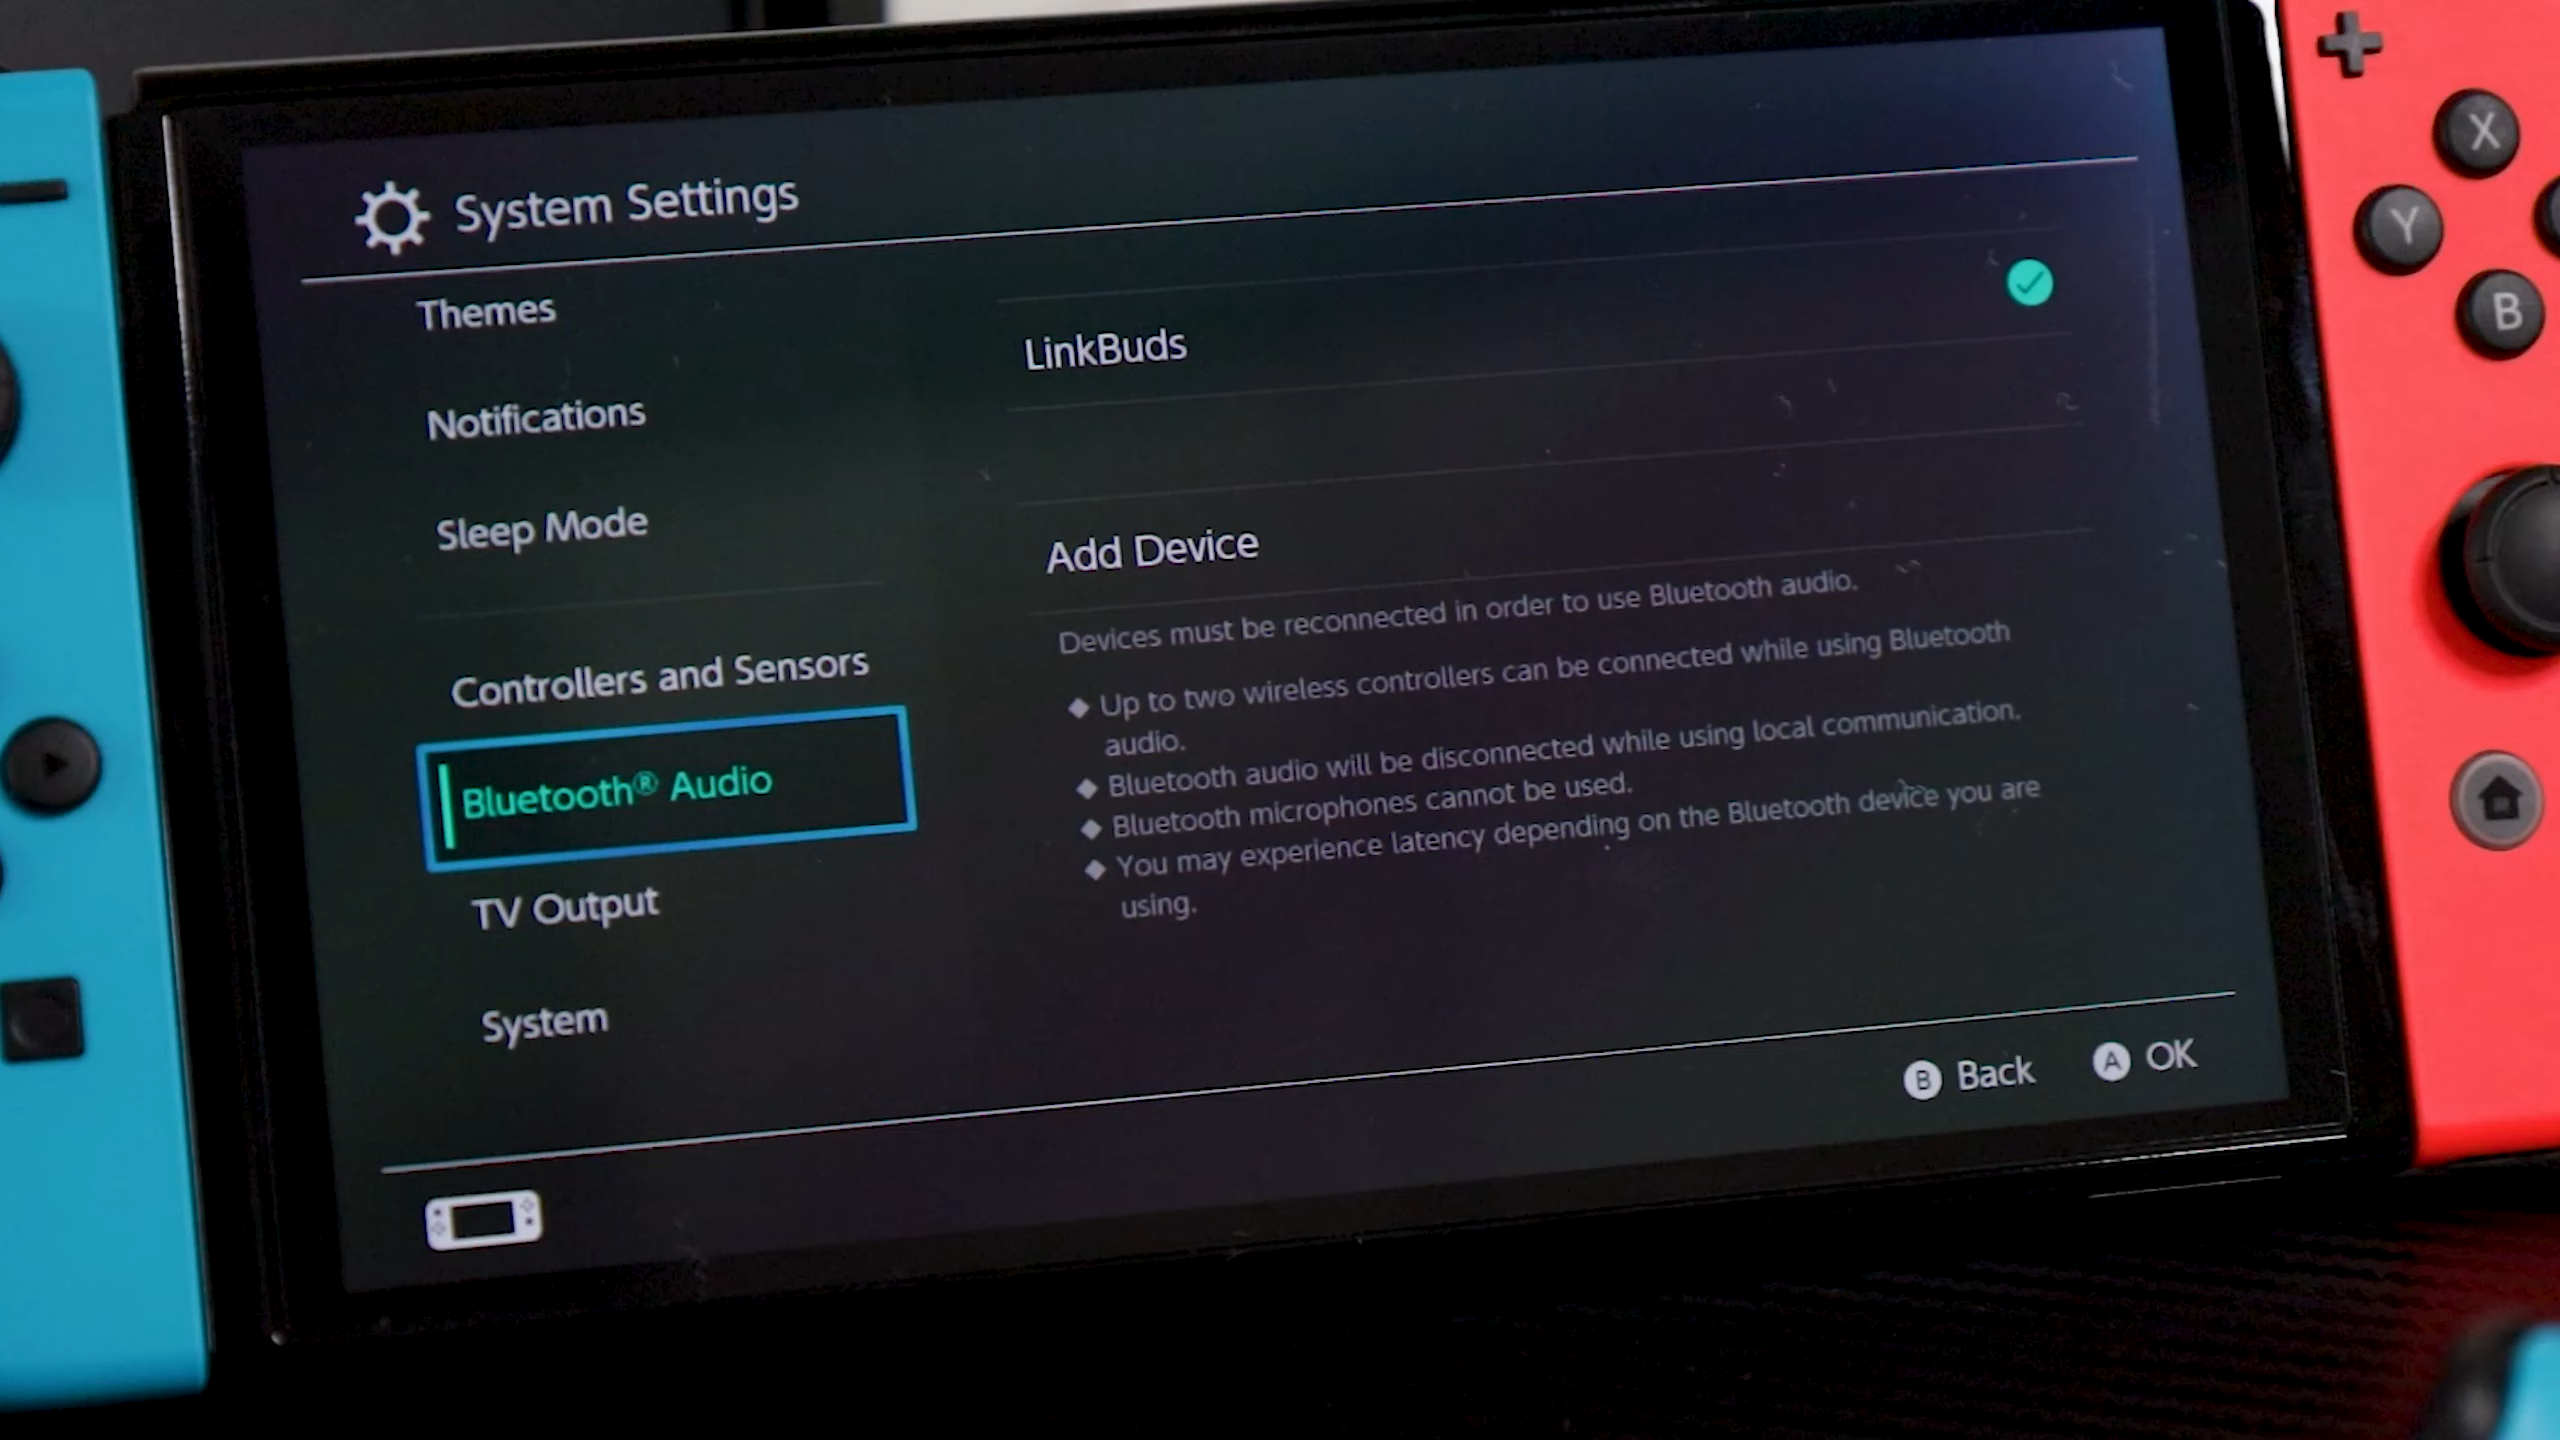 System Settings
Themes
Notifications
Sleep Mode
Controllers and Sensors
Bluetooth® Audio
TV Output
System
LinkBuds
Add Device
Devices must be reconnected in order to use Bluetooth audio.
◆ Up to two wireless controllers can be connected while using Bluetooth
audio.
◆ Bluetooth audio will be disconnected while using local communication.
◆ Bluetooth microphones cannot be used.
◆ You may experience latency depending on the Bluetooth device you are
using.
B Back A OK
X
Y
B